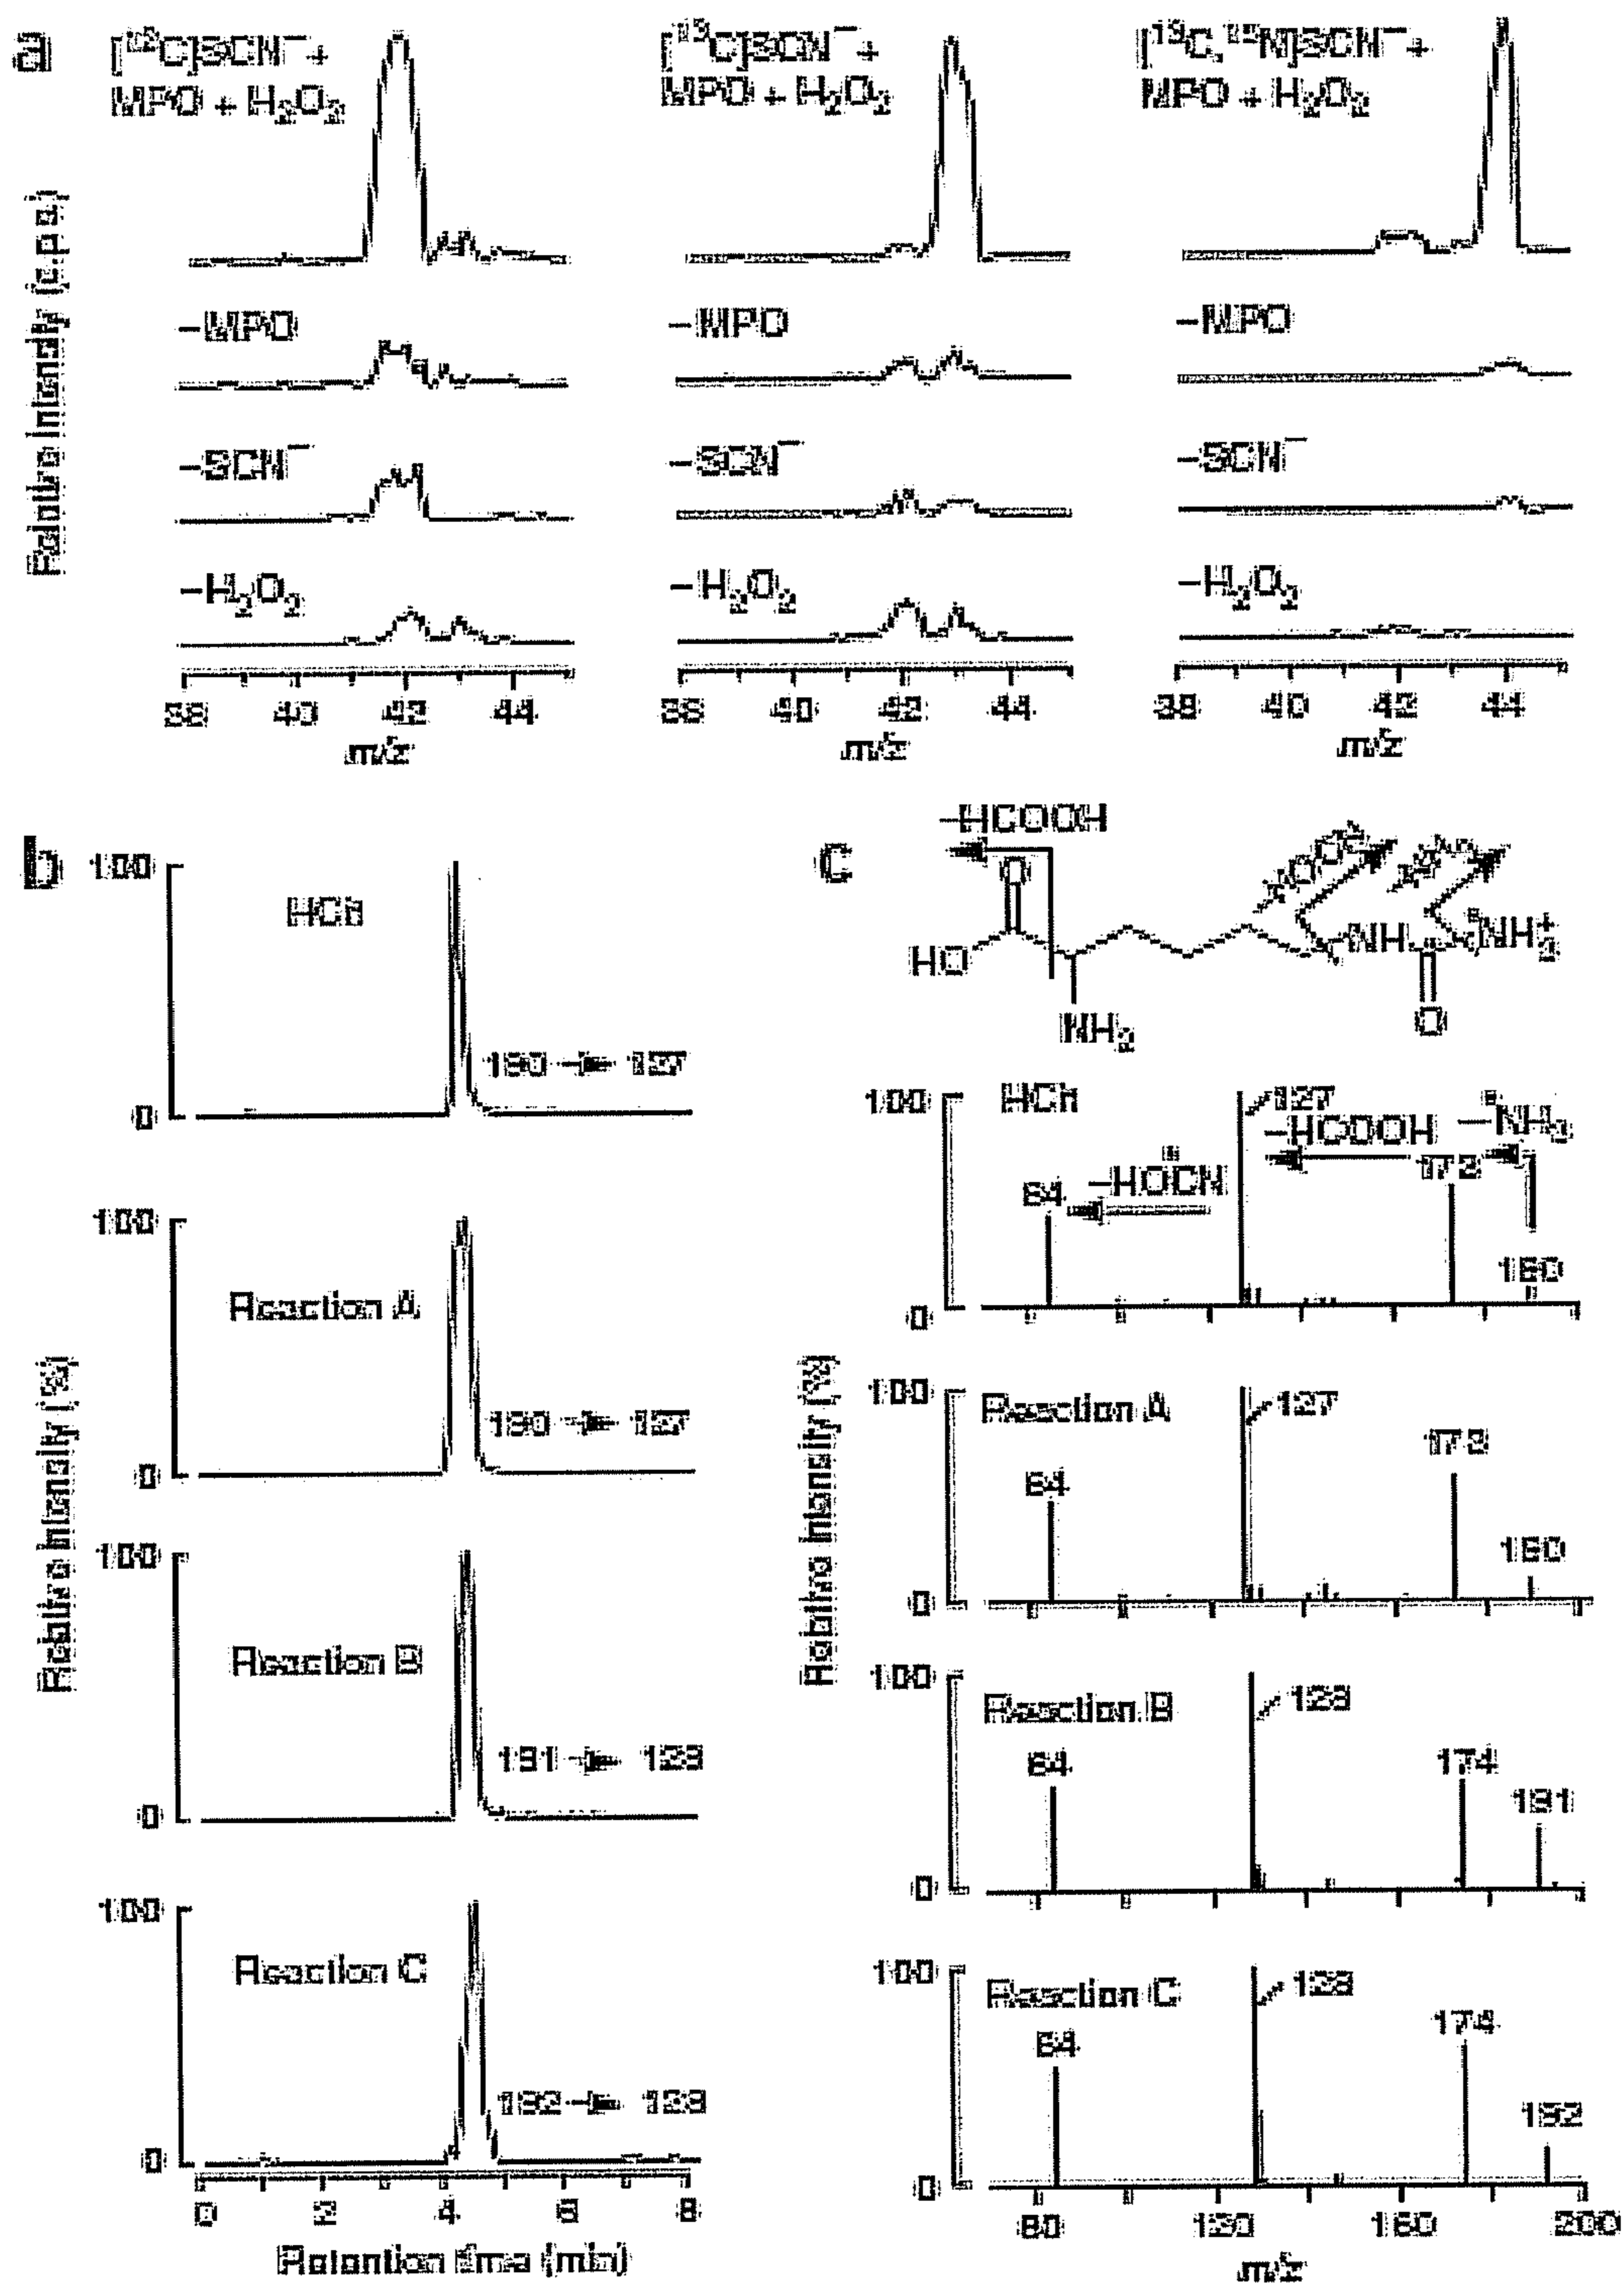 a
[¹²C]SCN⁻+
MPO + H₂O₂
[¹³C]SCN⁻+
MPO + H₂O₂
[¹³C,¹⁵N]SCN⁻+
MPO + H₂O₂
Relative intensity (c.p.s.)
–MPO
–MPO
–MPO
–SCN⁻
–SCN⁻
–SCN⁻
–H₂O₂
–H₂O₂
–H₂O₂
38 40 42 44
38 40 42 44
38 40 42 44
m/z
m/z
m/z
b
100
HCit
190 → 127
0
100
Reaction A
190 → 127
0
Relative intensity (%)
100
Reaction B
191 → 128
0
100
Reaction C
192 → 128
0
0 2 4 6 8
Retention time (min)
c
–HCOOH
O
HO
NH₂
NH
NH₃⁺
O
100
HCit
127
–HCOOH
–NH₃
–HOCN
84
173
190
0
Relative intensity (%)
100
Reaction A
127
173
84
190
0
100
Reaction B
128
84
174
191
0
100
Reaction C
128
84
174
192
0
80 120 160 200
m/z